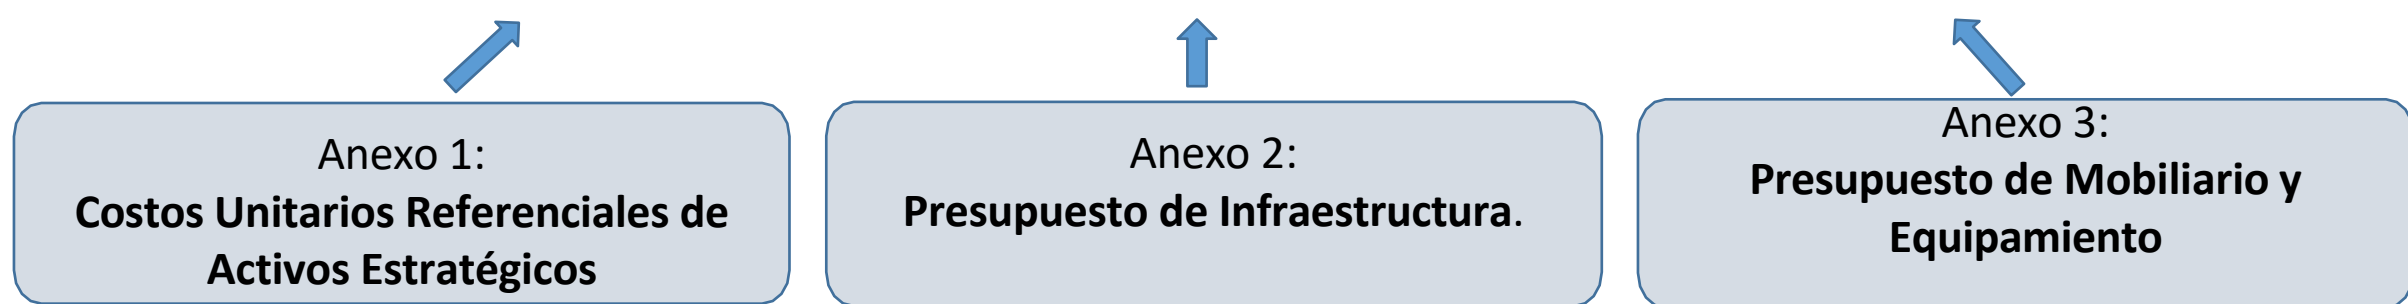 Anexo 1:
Costos Unitarios Referenciales de
Activos Estratégicos
Anexo 2:
Presupuesto de Infraestructura.
Anexo 3:
Presupuesto de Mobiliario y
Equipamiento